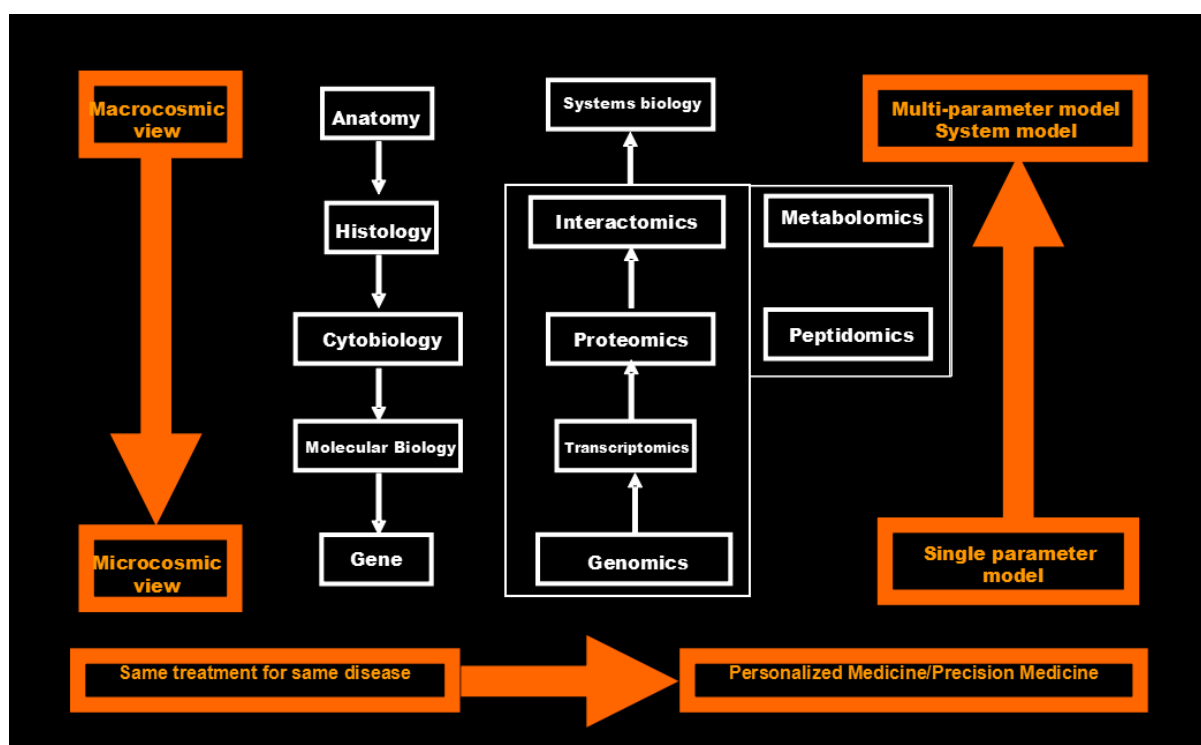 Macrocosmic
view
Microcosmic
view
Anatomy
Histology
Cytobiology
Molecular Biology
Gene
Systems biology
Interactomics
Proteomics
Transcriptomics
Genomics
Metabolomics
Peptidomics
Multi-parameter model
System model
Single parameter
model
Same treatment for same disease
Personalized Medicine/Precision Medicine